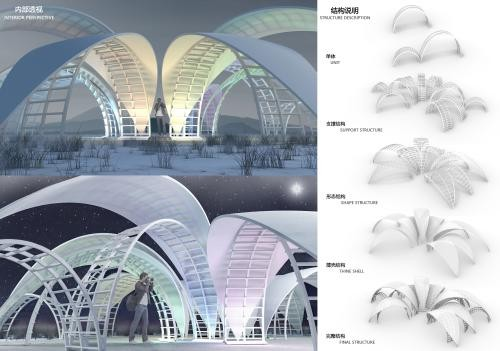 内部透视
INTERIOR PERSPECTIVE
结构说明
STRUCTURE DESCRIPTION
单体
UNIT
支撑结构
SUPPORT STRUCTURE
形态结构
SHAPE STRUCTURE
薄壳结构
THINE SHELL
完整结构
FINAL STRUCTURE